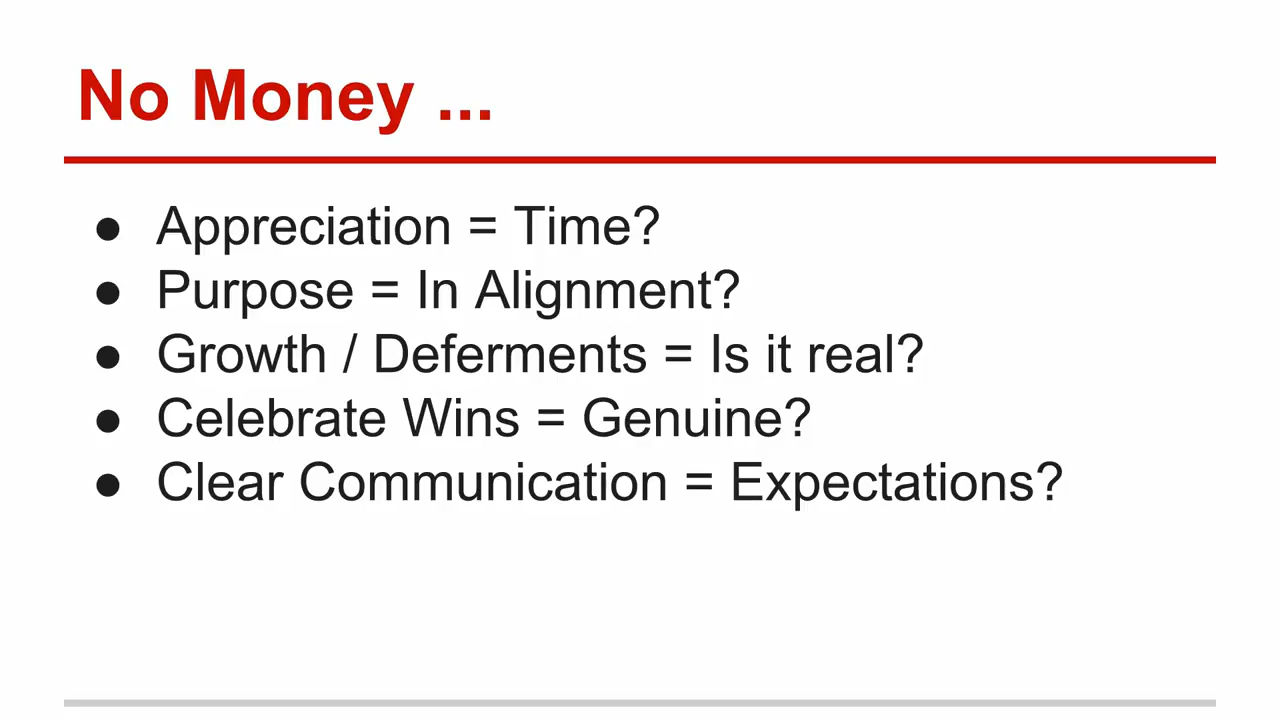 No Money ...
● Appreciation = Time?
● Purpose = In Alignment?
● Growth / Deferments = Is it real?
● Celebrate Wins = Genuine?
● Clear Communication = Expectations?